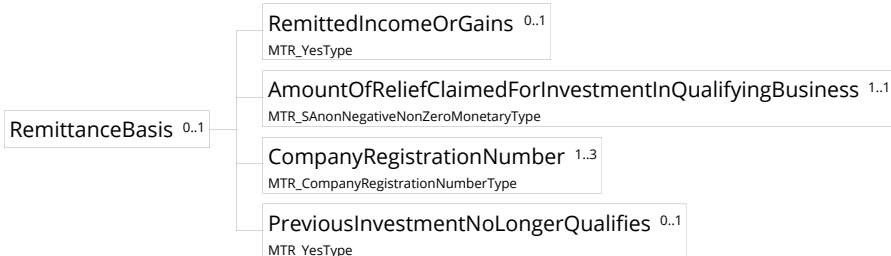 RemittedIncomeOrGains 0..1
MTR_YesType
AmountOfReliefClaimedForInvestmentInQualifyingBusiness 1..1
MTR_SAnonNegativeNonZeroMonetaryType
RemittanceBasis 0..1
CompanyRegistrationNumber 1..3
MTR_CompanyRegistrationNumberType
PreviousInvestmentNoLongerQualifies 0..1
MTR_YesType